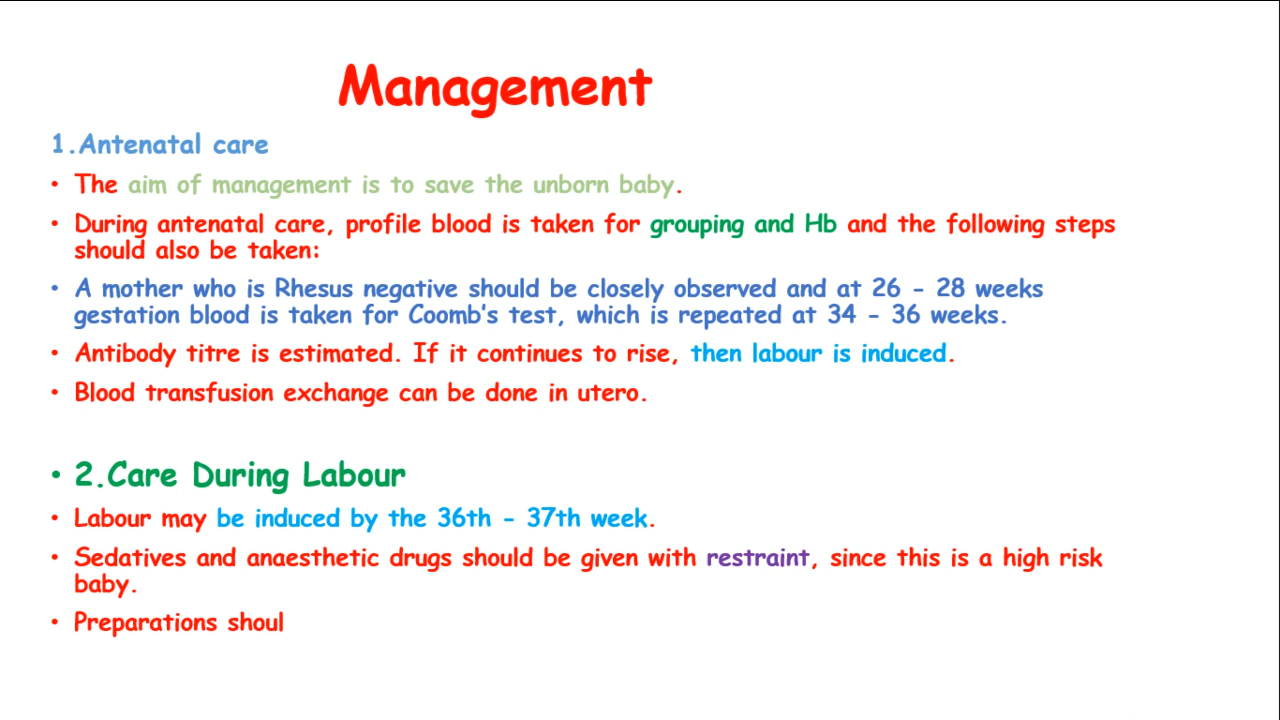 Management
1.Antenatal care
• The aim of management is to save the unborn baby.
• During antenatal care, profile blood is taken for grouping and Hb and the following steps
should also be taken:
• A mother who is Rhesus negative should be closely observed and at 26 - 28 weeks
gestation blood is taken for Coomb's test, which is repeated at 34 - 36 weeks.
• Antibody titre is estimated. If it continues to rise, then labour is induced.
• Blood transfusion exchange can be done in utero.
• 2.Care During Labour
• Labour may be induced by the 36th - 37th week.
• Sedatives and anaesthetic drugs should be given with restraint, since this is a high risk
baby.
• Preparations shoul